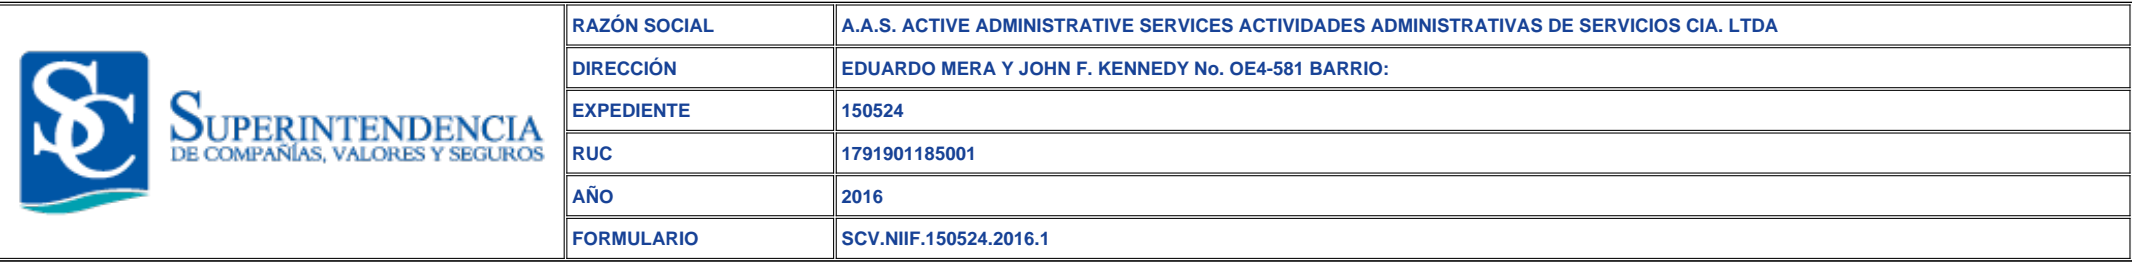 SC
SUPERINTENDENCIA
DE COMPAÑÍAS, VALORES Y SEGUROS
RAZÓN SOCIAL A.A.S. ACTIVE ADMINISTRATIVE SERVICES ACTIVIDADES ADMINISTRATIVAS DE SERVICIOS CIA. LTDA
DIRECCIÓN EDUARDO MERA Y JOHN F. KENNEDY No. OE4-581 BARRIO:
EXPEDIENTE 150524
RUC 1791901185001
AÑO 2016
FORMULARIO SCV.NIIF.150524.2016.1